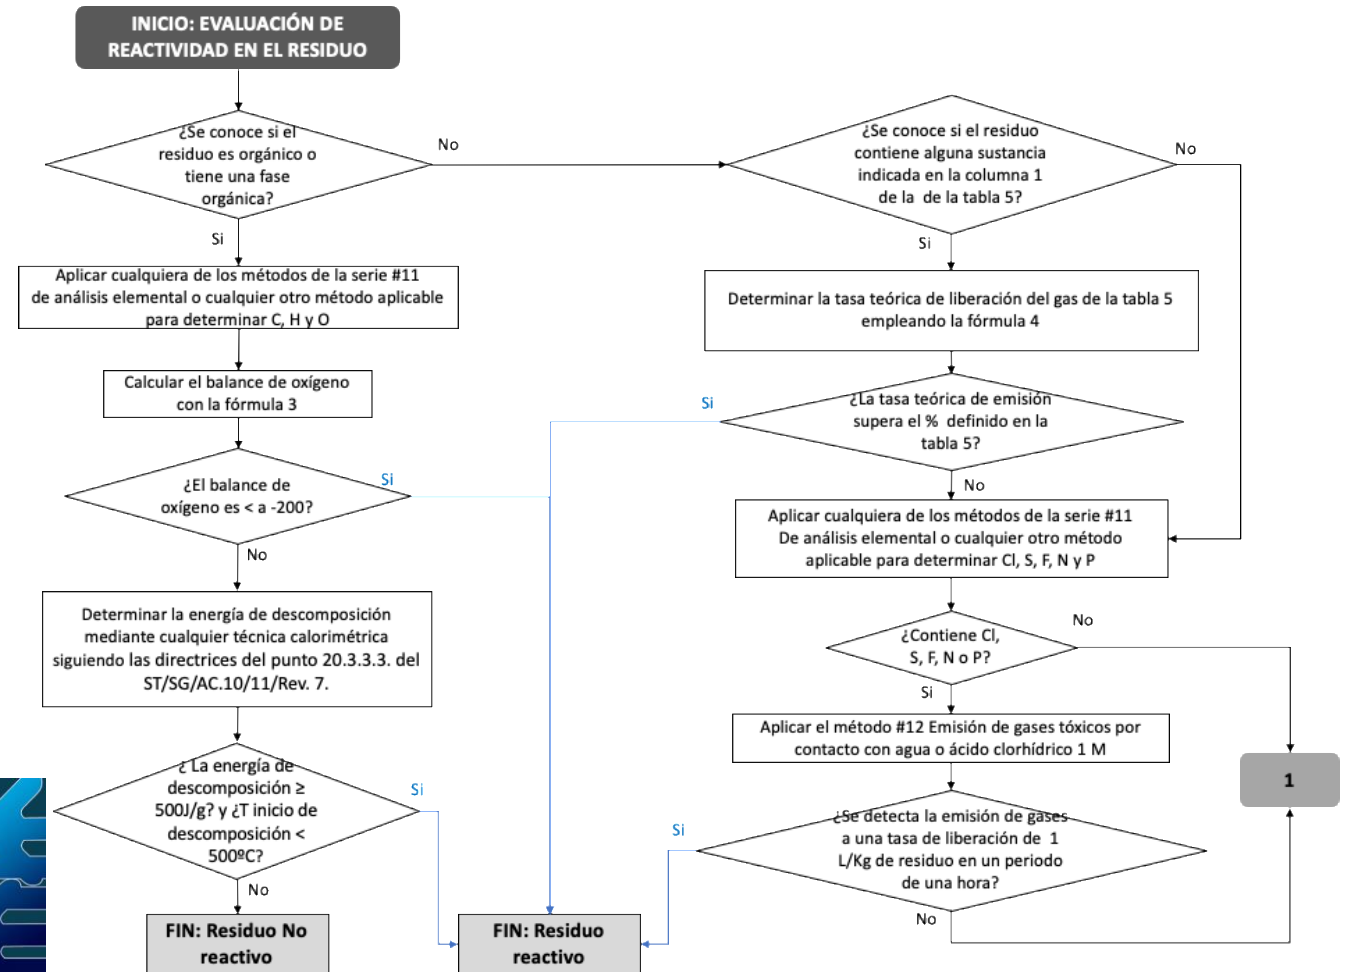 INICIO: EVALUACIÓN DE
REACTIVIDAD EN EL RESIDUO
¿Se conoce si el
residuo es orgánico o
tiene una fase
orgánica?
No
Si
¿Se conoce si el residuo
contiene alguna sustancia
indicada en la columna 1
de la  de la tabla 5?
No
Si
Aplicar cualquiera de los métodos de la serie #11
de análisis elemental o cualquier otro método aplicable
para determinar C, H y O
Determinar la tasa teórica de liberación del gas de la tabla 5
empleando la fórmula 4
Calcular el balance de oxígeno
con la fórmula 3
Si
¿La tasa teórica de emisión
supera el %  definido en la
tabla 5?
No
¿El balance de
oxígeno es < a -200?
Si
No
Aplicar cualquiera de los métodos de la serie #11
De análisis elemental o cualquier otro método
aplicable para determinar Cl, S, F, N y P
Determinar la energía de descomposición
mediante cualquier técnica calorimétrica
siguiendo las directrices del punto 20.3.3.3. del
ST/SG/AC.10/11/Rev. 7.
¿Contiene Cl,
S, F, N o P?
No
Si
Aplicar el método #12 Emisión de gases tóxicos por
contacto con agua o ácido clorhídrico 1 M
1
¿ La energía de
descomposición ≥
500J/g? y ¿T inicio de
descomposición <
500ºC?
Si
No
Si
¿Se detecta la emisión de gases
a una tasa de liberación de  1
L/Kg de residuo en un periodo
de una hora?
No
FIN: Residuo No
reactivo
FIN: Residuo
reactivo